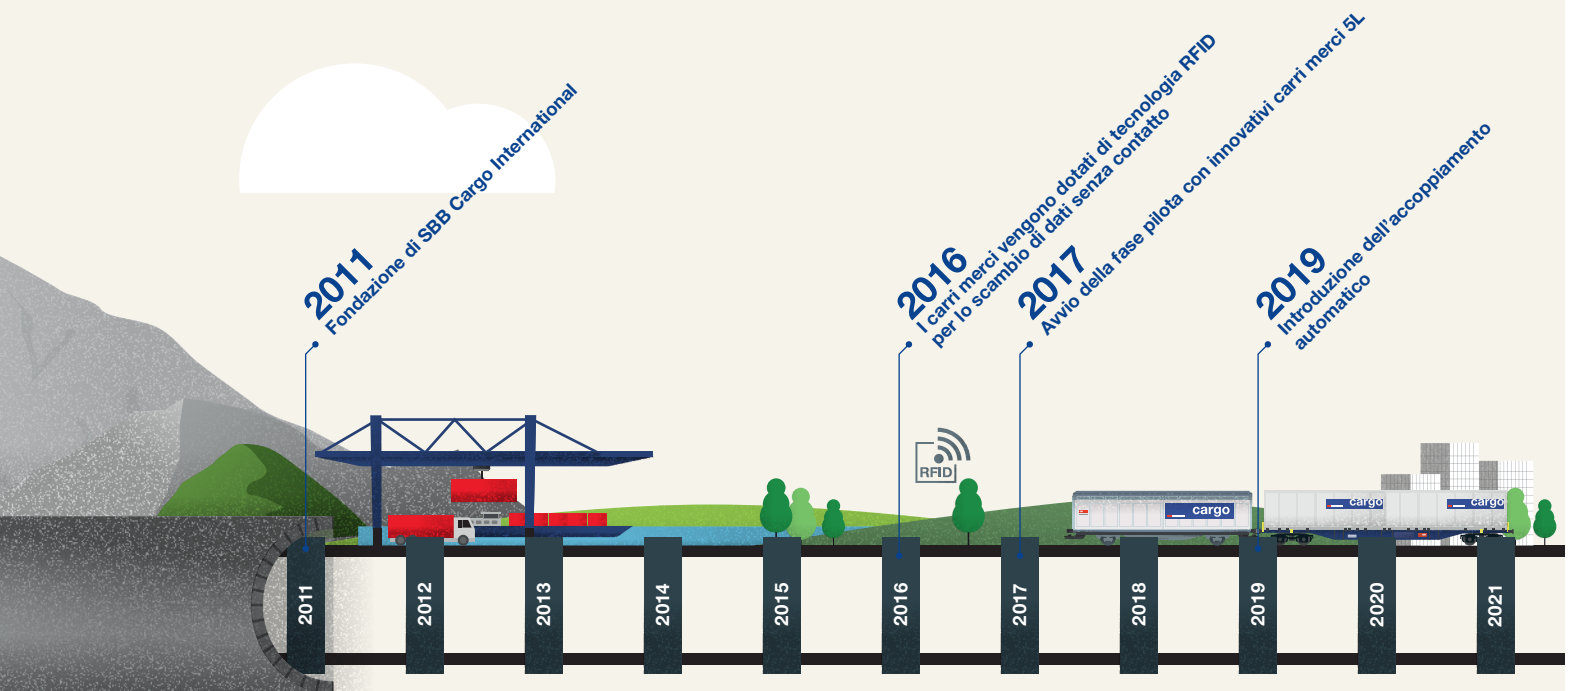 2011
Fondazione di SBB Cargo International
2016
I carri merci vengono dotati di tecnologia RFID
per lo scambio di dati senza contatto
2017
Avvio della fase pilota con innovativi carri merci 5L
2019
Introduzione dell'accoppiamento
automatico
RFID
cargo
cargo
cargo
2011
2012
2013
2014
2015
2016
2017
2018
2019
2020
2021